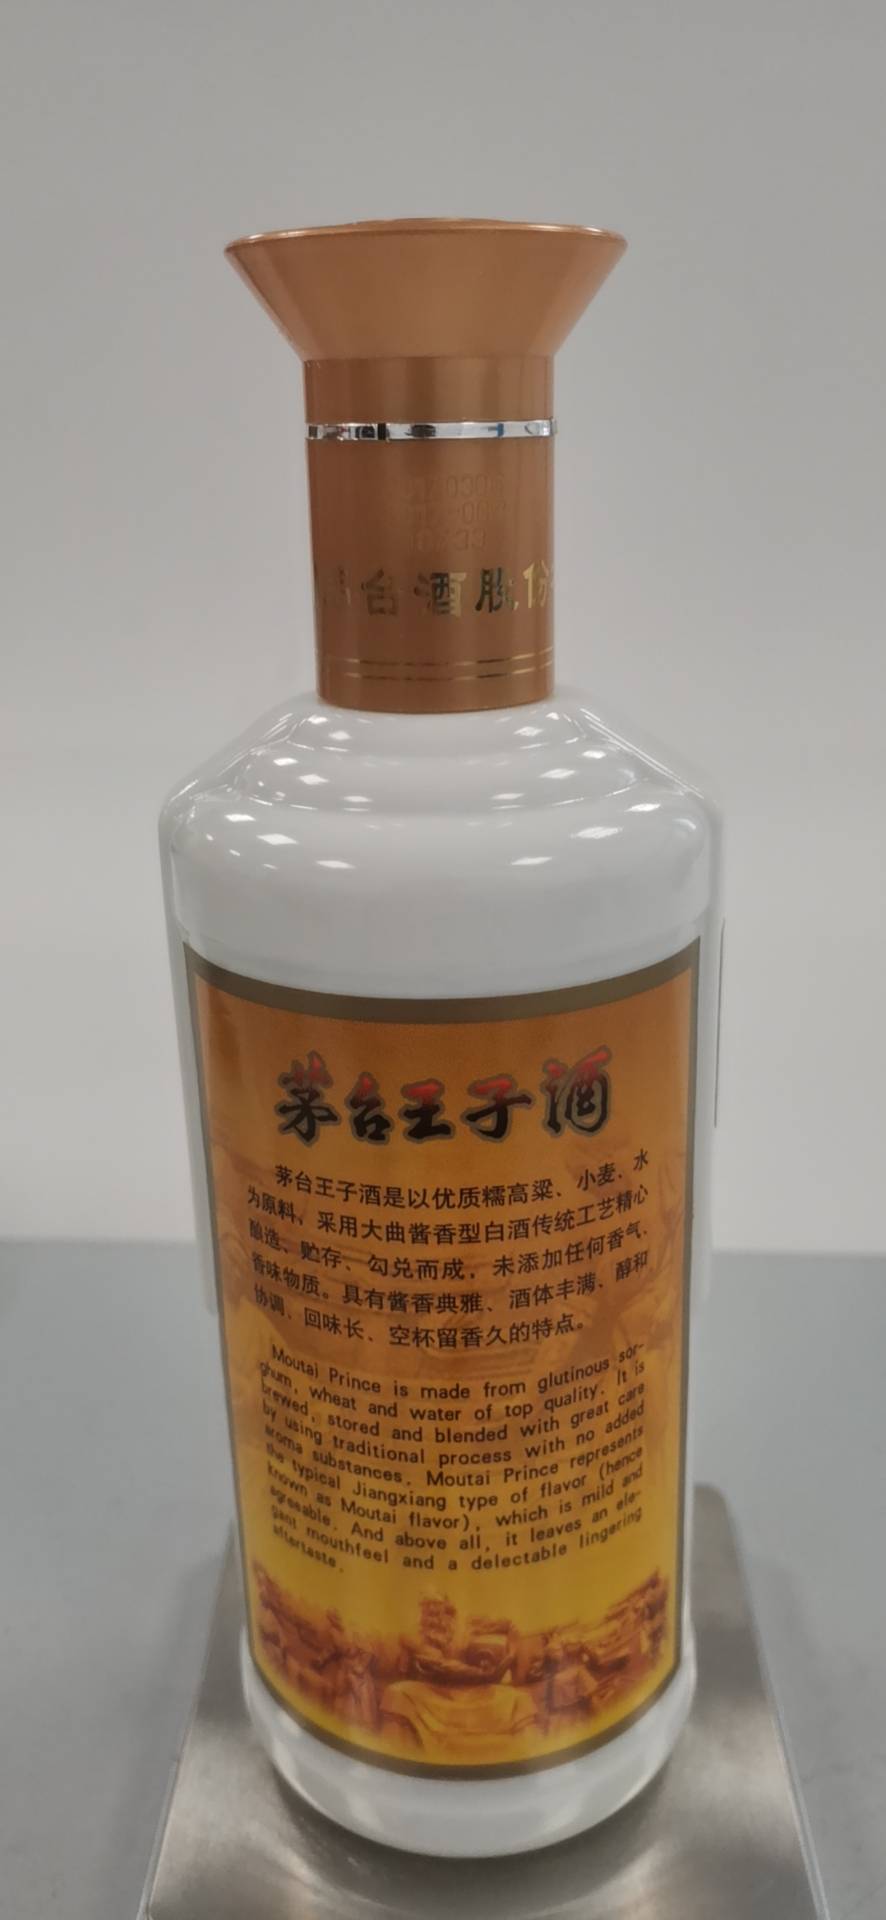 台酒股份
茅台王子酒
茅台王子酒是以优质糯高粱、小麦、水
为原料，采用大曲酱香型白酒传统工艺精心
酿造、贮存、勾兑而成，未添加任何香气、
香味物质。具有酱香典雅、酒体丰满、醇和
协调、回味长、空杯留香久的特点。
Moutai Prince is made from glutinous sor-
ghum, wheat and water of top quality. It is
brewed, stored and blended with great care
by using traditional process with no added
aroma substances. Moutai Prince represents
the typical Jiangxiang type of flavor (hence
known as Moutai flavor), which is mild and
agreeable. And above all, it leaves an ele-
gant mouthfeel and a delectable lingering
aftertaste.